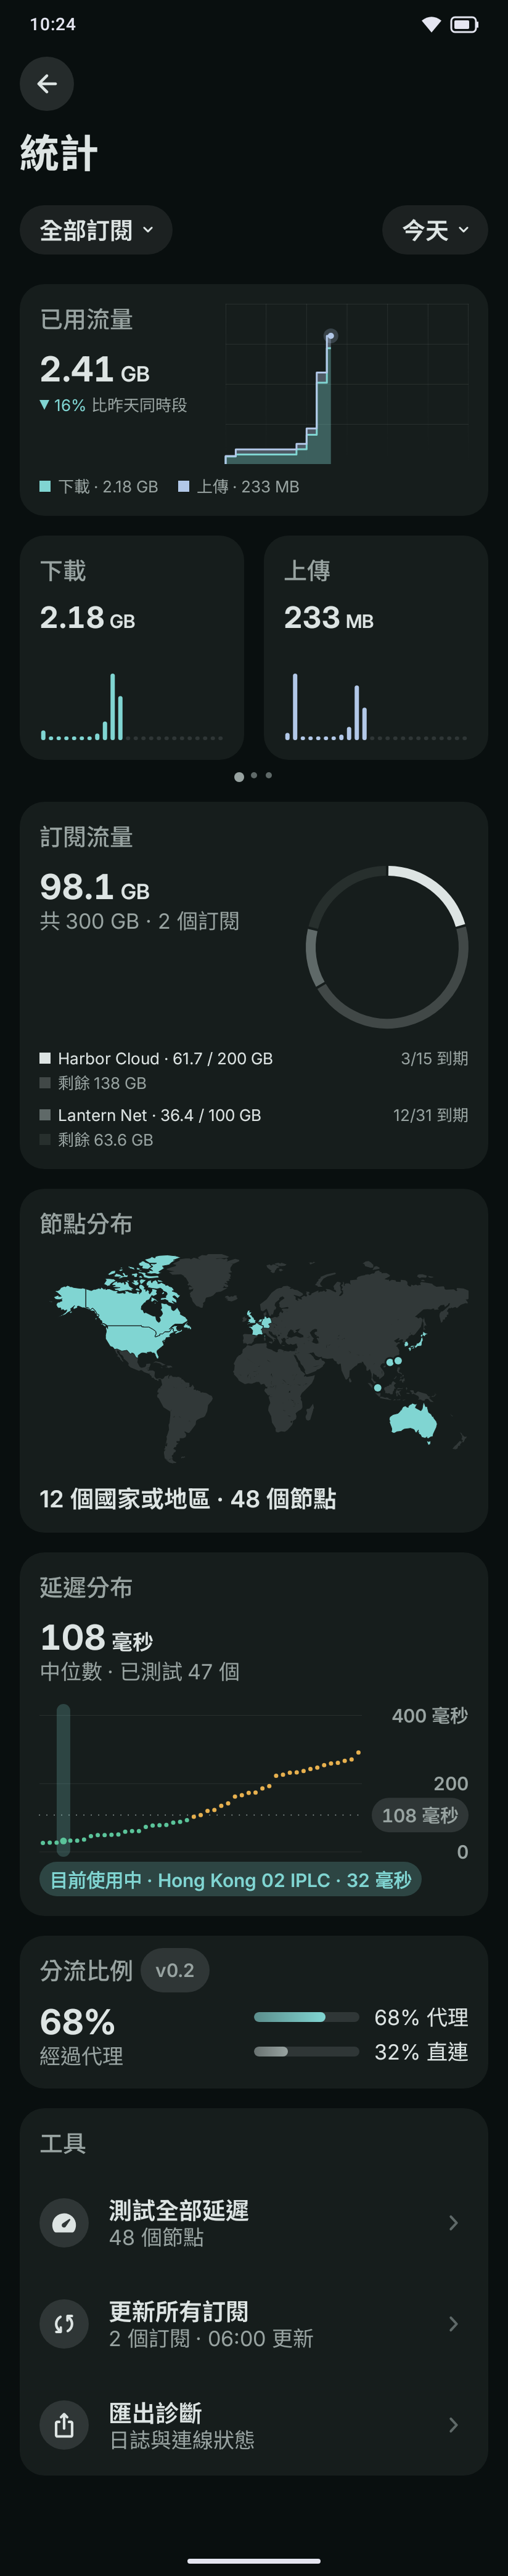 10:24
統計
全部訂閱
今天
已用流量
2.41 GB
▼ 16% 比昨天同時段
下載 · 2.18 GB
上傳 · 233 MB
下載
2.18 GB
上傳
233 MB
訂閱流量
98.1 GB
共 300 GB · 2 個訂閱
Harbor Cloud · 61.7 / 200 GB
3/15 到期
剩餘 138 GB
Lantern Net · 36.4 / 100 GB
12/31 到期
剩餘 63.6 GB
節點分布
12 個國家或地區 · 48 個節點
延遲分布
108 毫秒
中位數 · 已測試 47 個
400 毫秒
200
108 毫秒
0
目前使用中 · Hong Kong 02 IPLC · 32 毫秒
分流比例
v0.2
68%
經過代理
68% 代理
32% 直連
工具
測試全部延遲
48 個節點
更新所有訂閱
2 個訂閱 · 06:00 更新
匯出診斷
日誌與連線狀態